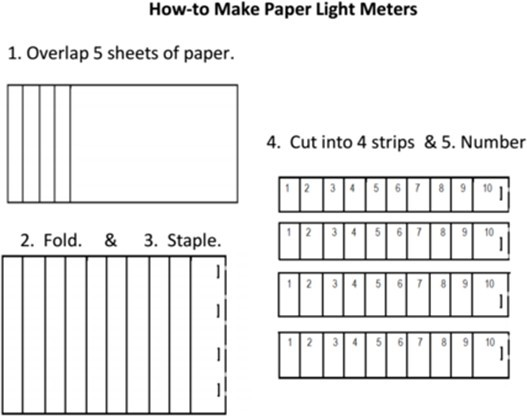 How-to Make Paper Light Meters
1. Overlap 5 sheets of paper.
2. Fold. & 3. Staple.
4. Cut into 4 strips & 5. Number
1 2 3 4 5 6 7 8 9 10
1 2 3 4 5 6 7 8 9 10
1 2 3 4 5 6 7 8 9 10
1 2 3 4 5 6 7 8 9 10